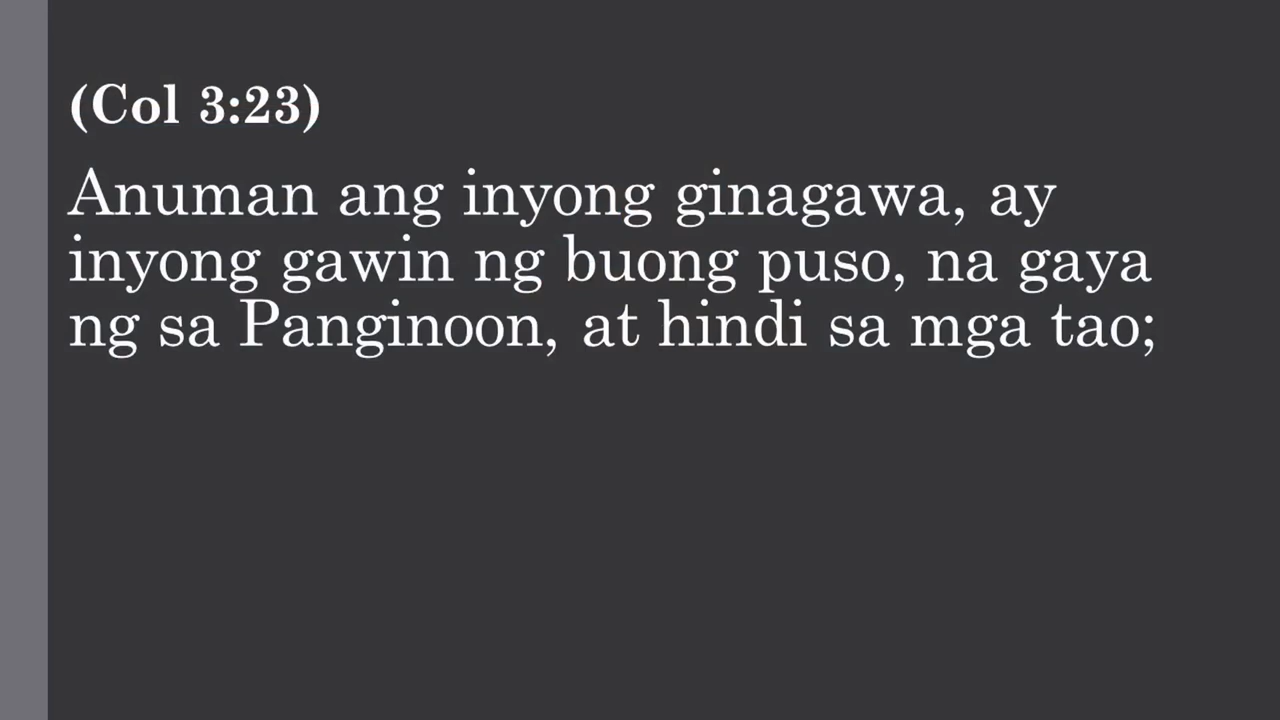 (Col 3:23)
Anuman ang inyong ginagawa, ay
inyong gawin ng buong puso, na gaya
ng sa Panginoon, at hindi sa mga tao;